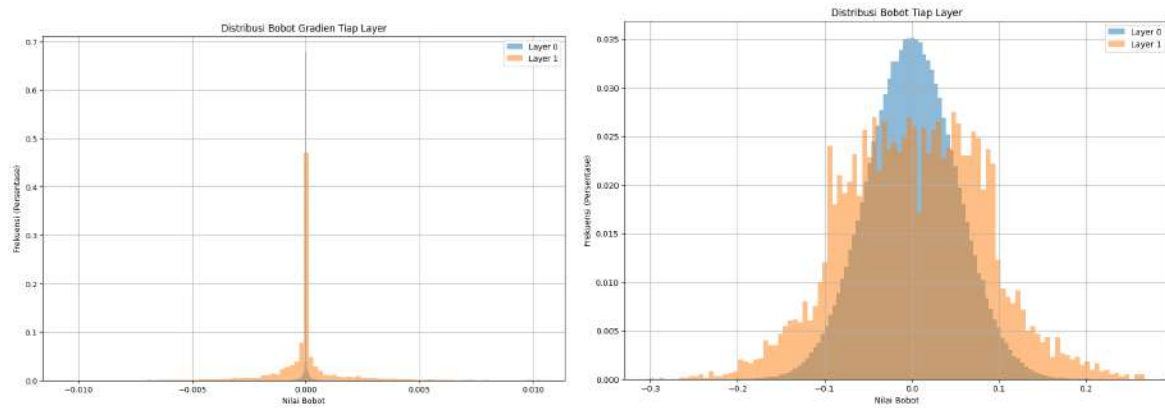 Distribusi Bobot Gradien Tiap Layer
Layer 0
Layer 1
Frekuensi (Persentase)
0.7
0.6
0.5
0.4
0.3
0.2
0.1
0.0
−0.010
−0.005
0.000
0.005
0.010
Nilai Bobot
Distribusi Bobot Tiap Layer
Layer 0
Layer 1
Frekuensi (Persentase)
0.035
0.030
0.025
0.020
0.015
0.010
0.005
0.000
−0.3
−0.2
−0.1
0.0
0.1
0.2
Nilai Bobot